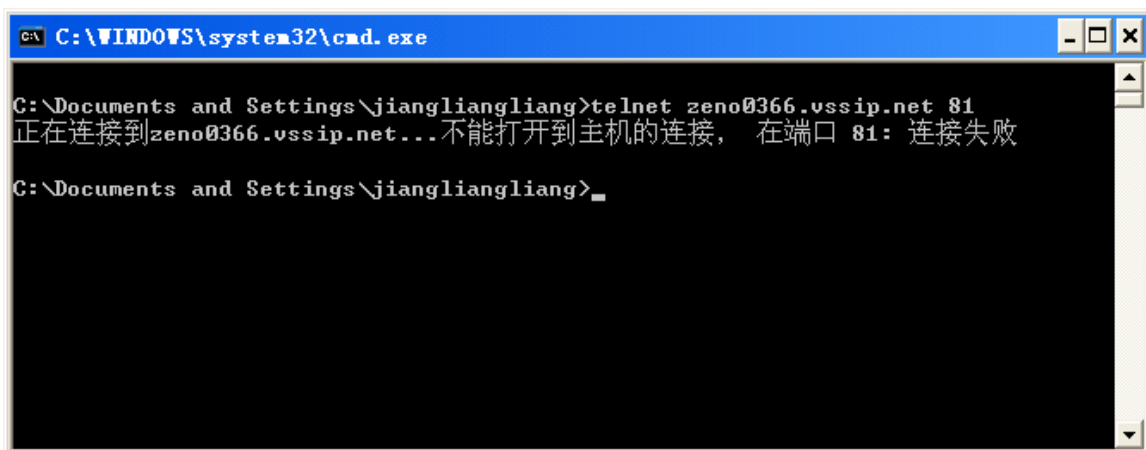 C:\WINDOWS\system32\cmd.exe
C:\Documents and Settings\jiangliangliang>telnet zeno0366.vssip.net 81
正在连接到zeno0366.vssip.net...不能打开到主机的连接， 在端口 81: 连接失败
C:\Documents and Settings\jiangliangliang>_